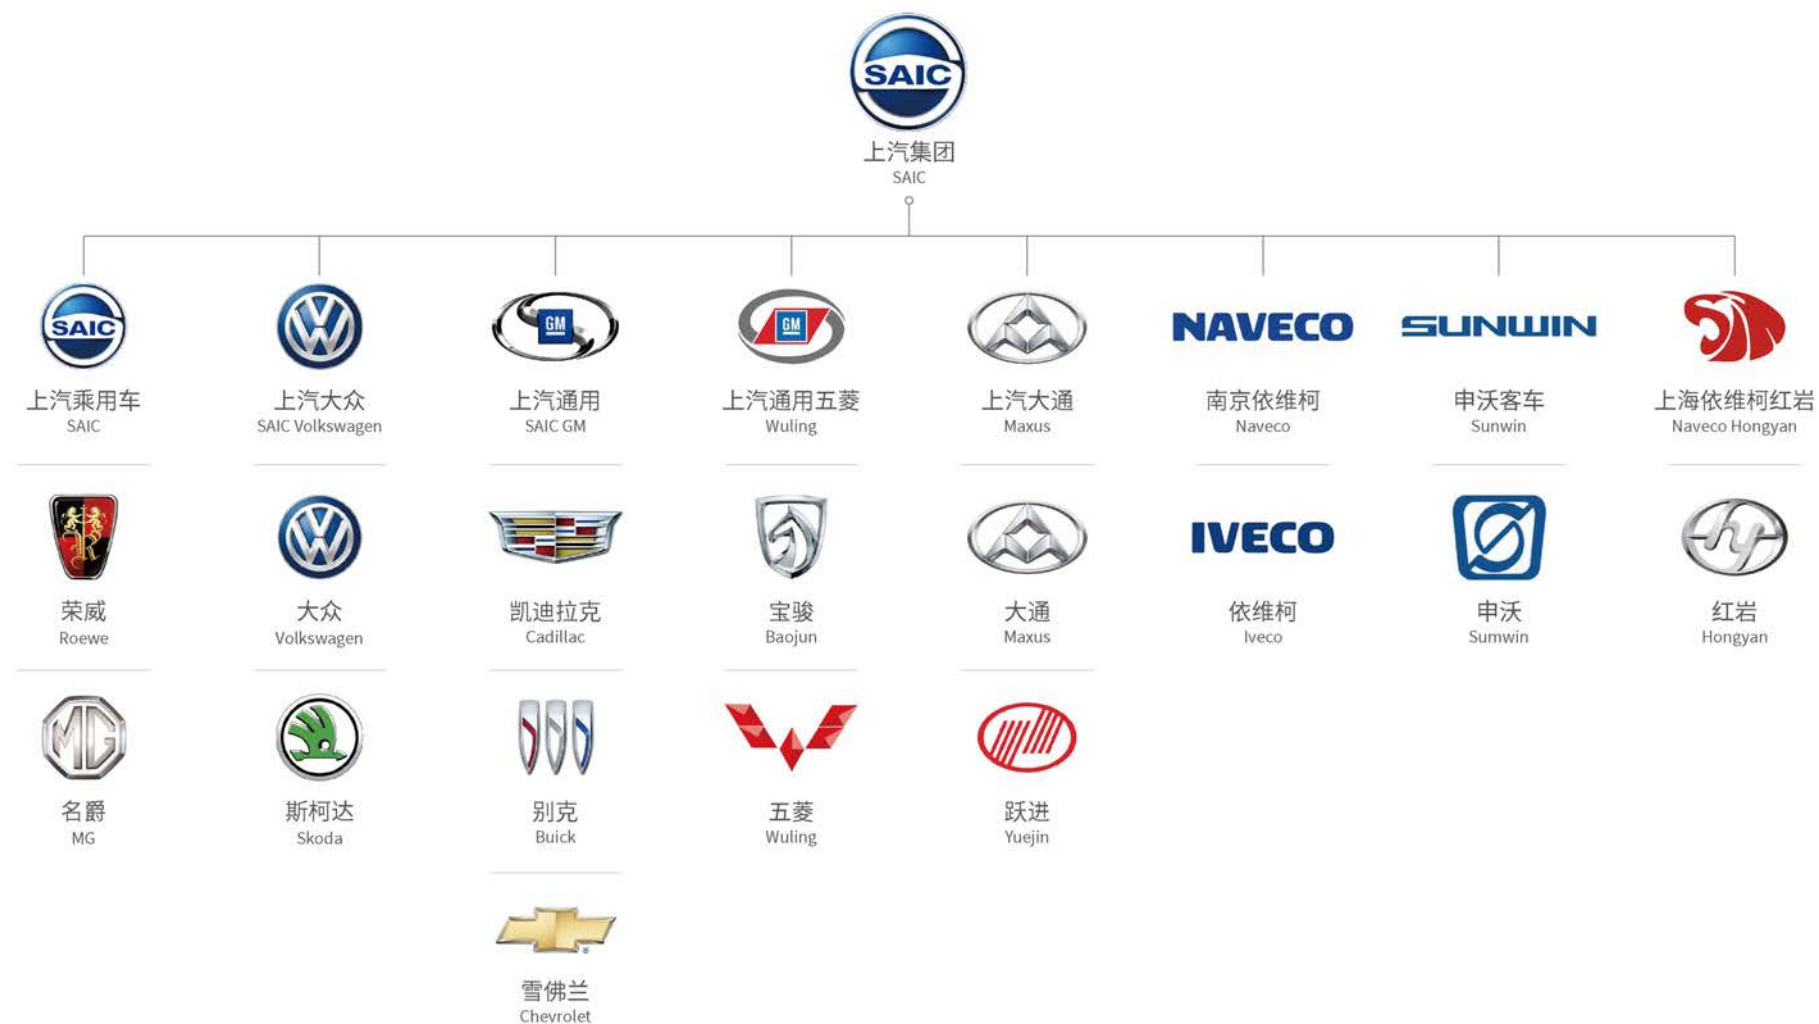 SAIC
上汽集团
SAIC
SAIC
GM
GM
NAVECO
SUNWIN
上汽乘用车
上汽大众
上汽通用
上汽通用五菱
上汽大通
南京依维柯
申沃客车
上海依维柯红岩
SAIC
SAIC Volkswagen
SAIC GM
Wuling
Maxus
Naveco
Sunwin
Naveco Hongyan
IVECO
hy
荣威
大众
凯迪拉克
宝骏
大通
依维柯
申沃
红岩
Roewe
Volkswagen
Cadillac
Baojun
Maxus
Iveco
Sumwin
Hongyan
MG
名爵
斯柯达
别克
五菱
跃进
MG
Skoda
Buick
Wuling
Yuejin
®
雪佛兰
Chevrolet